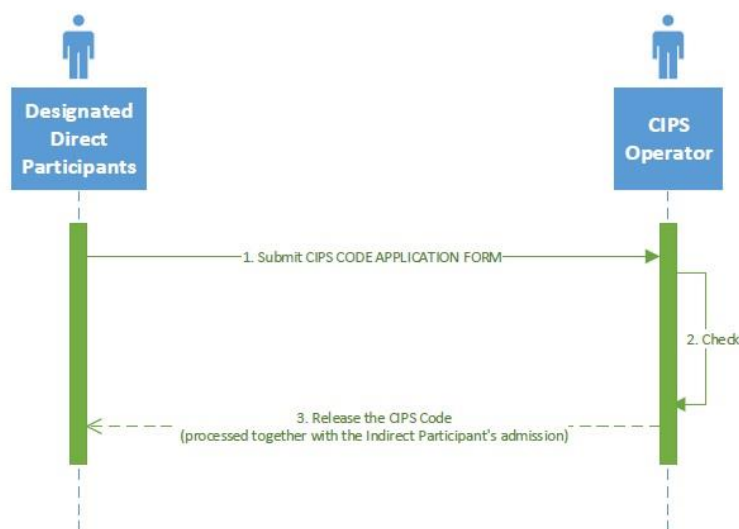 Designated
Direct
Participants
CIPS
Operator
1. Submit CIPS CODE APPLICATION FORM
2. Check
3. Release the CIPS Code
(processed together with the Indirect Participant's admission)